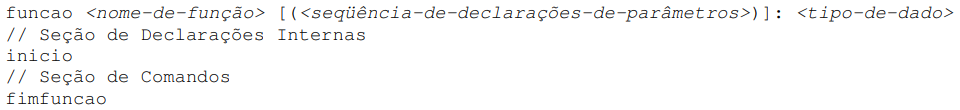 funcao <nome-de-função> [(<seqüência-de-declarações-de-parâmetros>)]: <tipo-de-dado>
// Seção de Declarações Internas
inicio
// Seção de Comandos
fimfuncao